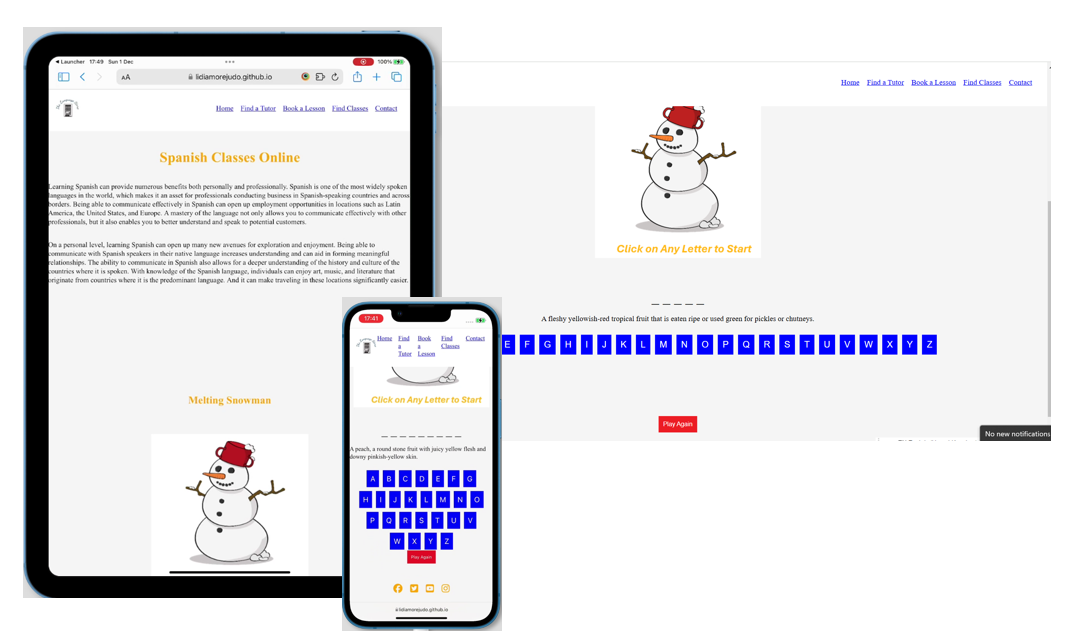 Launcher 17:49 Sun 1 Dec
100%
AA
lidiamorejudo.github.io
Home Find a Tutor Book a Lesson Find Classes Contact
Spanish Classes Online
Learning Spanish can provide numerous benefits both personally and professionally. Spanish is one of the most widely spoken
languages in the world, which makes it an asset for professionals conducting business in Spanish-speaking countries and across
borders. Being able to communicate effectively in Spanish can open up employment opportunities in locations such as Latin
America, the United States, and Europe. A mastery of the language not only allows you to communicate effectively with other
professionals, but it also enables you to better understand and speak to potential customers.
On a personal level, learning Spanish can open up many new avenues for exploration and enjoyment. Being able to
communicate with Spanish speakers in their native language increases understanding and can aid in forming meaningful
relationships. The ability to communicate in Spanish also allows for a deeper understanding of the history and culture of the
countries where it is spoken. With knowledge of the Spanish language, individuals can enjoy art, music, and literature that
originate from countries where it is the predominant language. And it can make traveling in these locations significantly easier.
Melting Snowman
Home Find a Tutor Book a Lesson Find Classes Contact
Click on Any Letter to Start
_ _ _ _ _
A fleshy yellowish-red tropical fruit that is eaten ripe or used green for pickles or chutneys.
E F G H I J K L M N O P Q R S T U V W X Y Z
Play Again
No new notifications
17:41
Home Find Book Find Contact
a a Classes
Tutor Lesson
Click on Any Letter to Start
_ _ _ _ _ _ _ _ _
A peach, a round stone fruit with juicy yellow flesh and
downy pinkish-yellow skin.
A B C D E F G
H I J K L M N O
P Q R S T U V
W X Y Z
Play Again
lidiamorejudo.github.io